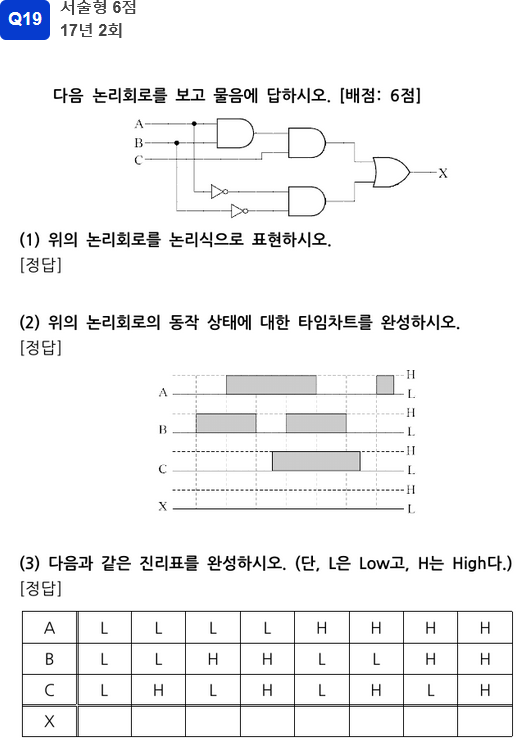 Q19
서술형 6점
17년 2회
다음 논리회로를 보고 물음에 답하시오. [배점: 6점]
A
B
C
X
(1) 위의 논리회로를 논리식으로 표현하시오.
[정답]
(2) 위의 논리회로의 동작 상태에 대한 타임차트를 완성하시오.
[정답]
A H L
B H L
C H L
X H L
(3) 다음과 같은 진리표를 완성하시오. (단, L은 Low고, H는 High다.)
[정답]
A L L L L H H H H
B L L H H L L H H
C L H L H L H L H
X